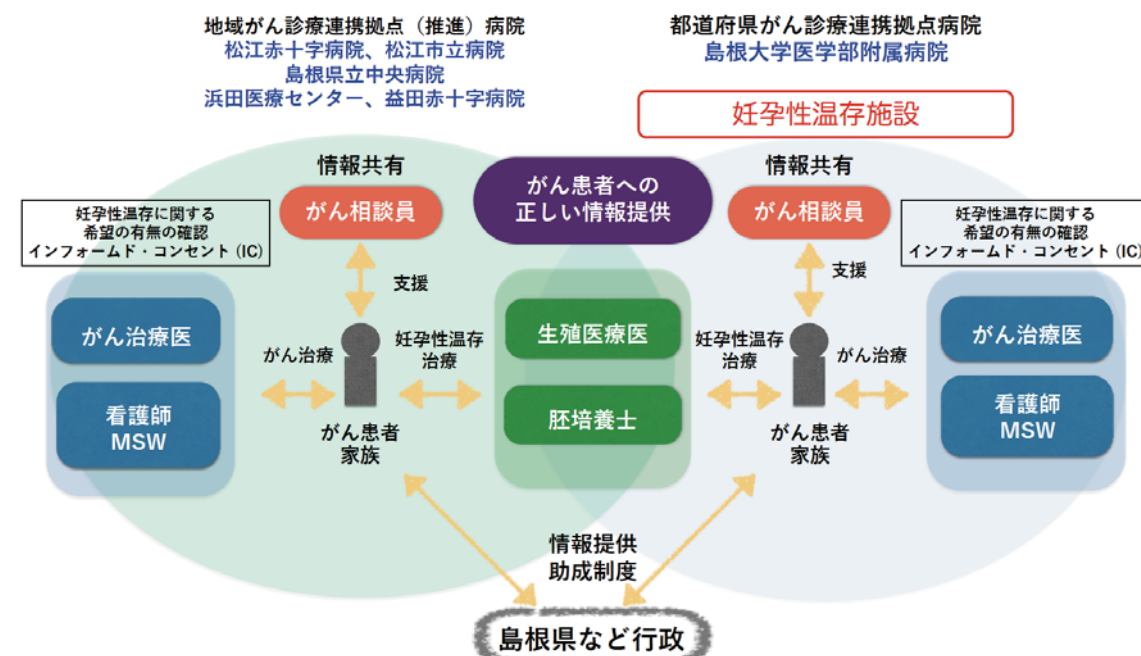 地域がん診療連携拠点（推進）病院
松江赤十字病院、松江市立病院
島根県立中央病院
浜田医療センター、益田赤十字病院
都道府県がん診療連携拠点病院
島根大学医学部附属病院
妊孕性温存施設
情報共有
がん相談員
がん患者への
正しい情報提供
情報共有
がん相談員
妊孕性温存に関する
希望の有無の確認
インフォームド・コンセント (IC)
妊孕性温存に関する
希望の有無の確認
インフォームド・コンセント (IC)
支援
支援
がん治療医
看護師
MSW
がん治療
妊孕性温存
治療
がん患者
家族
生殖医療医
胚培養士
妊孕性温存
治療
がん治療
がん患者
家族
がん治療医
看護師
MSW
情報提供
助成制度
島根県など行政